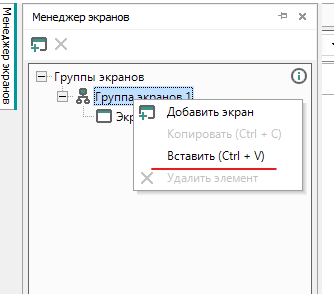 Менеджер экранов
Менеджер экранов
Группы экранов
Группа экранов 1
Добавить экран
Копировать (Ctrl + C)
Вставить (Ctrl + V)
Удалить элемент